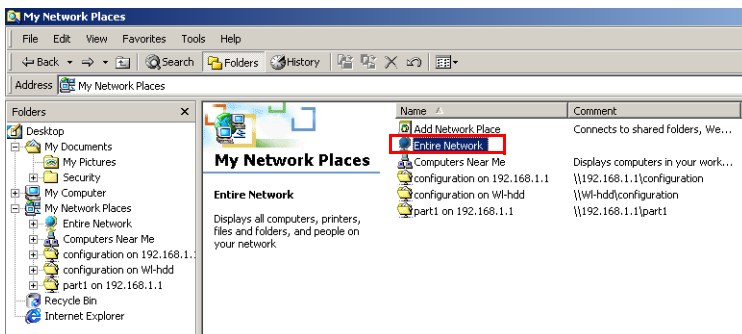 My Network Places
File Edit View Favorites Tools Help
Back Search Folders History
Address My Network Places
Folders
Desktop
My Documents
My Pictures
Security
My Computer
My Network Places
Entire Network
Computers Near Me
configuration on 192.168.1.:
configuration on Wl-hdd
part1 on 192.168.1.1
Recycle Bin
Internet Explorer
My Network Places
Entire Network
Displays all computers, printers,
files and folders, and people on
your network
Name Comment
Add Network Place Connects to shared folders, We...
Entire Network
Computers Near Me Displays computers in your work...
configuration on 192.168.1.1 \\192.168.1.1\configuration
configuration on Wl-hdd \\Wl-hdd\configuration
part1 on 192.168.1.1 \\192.168.1.1\part1